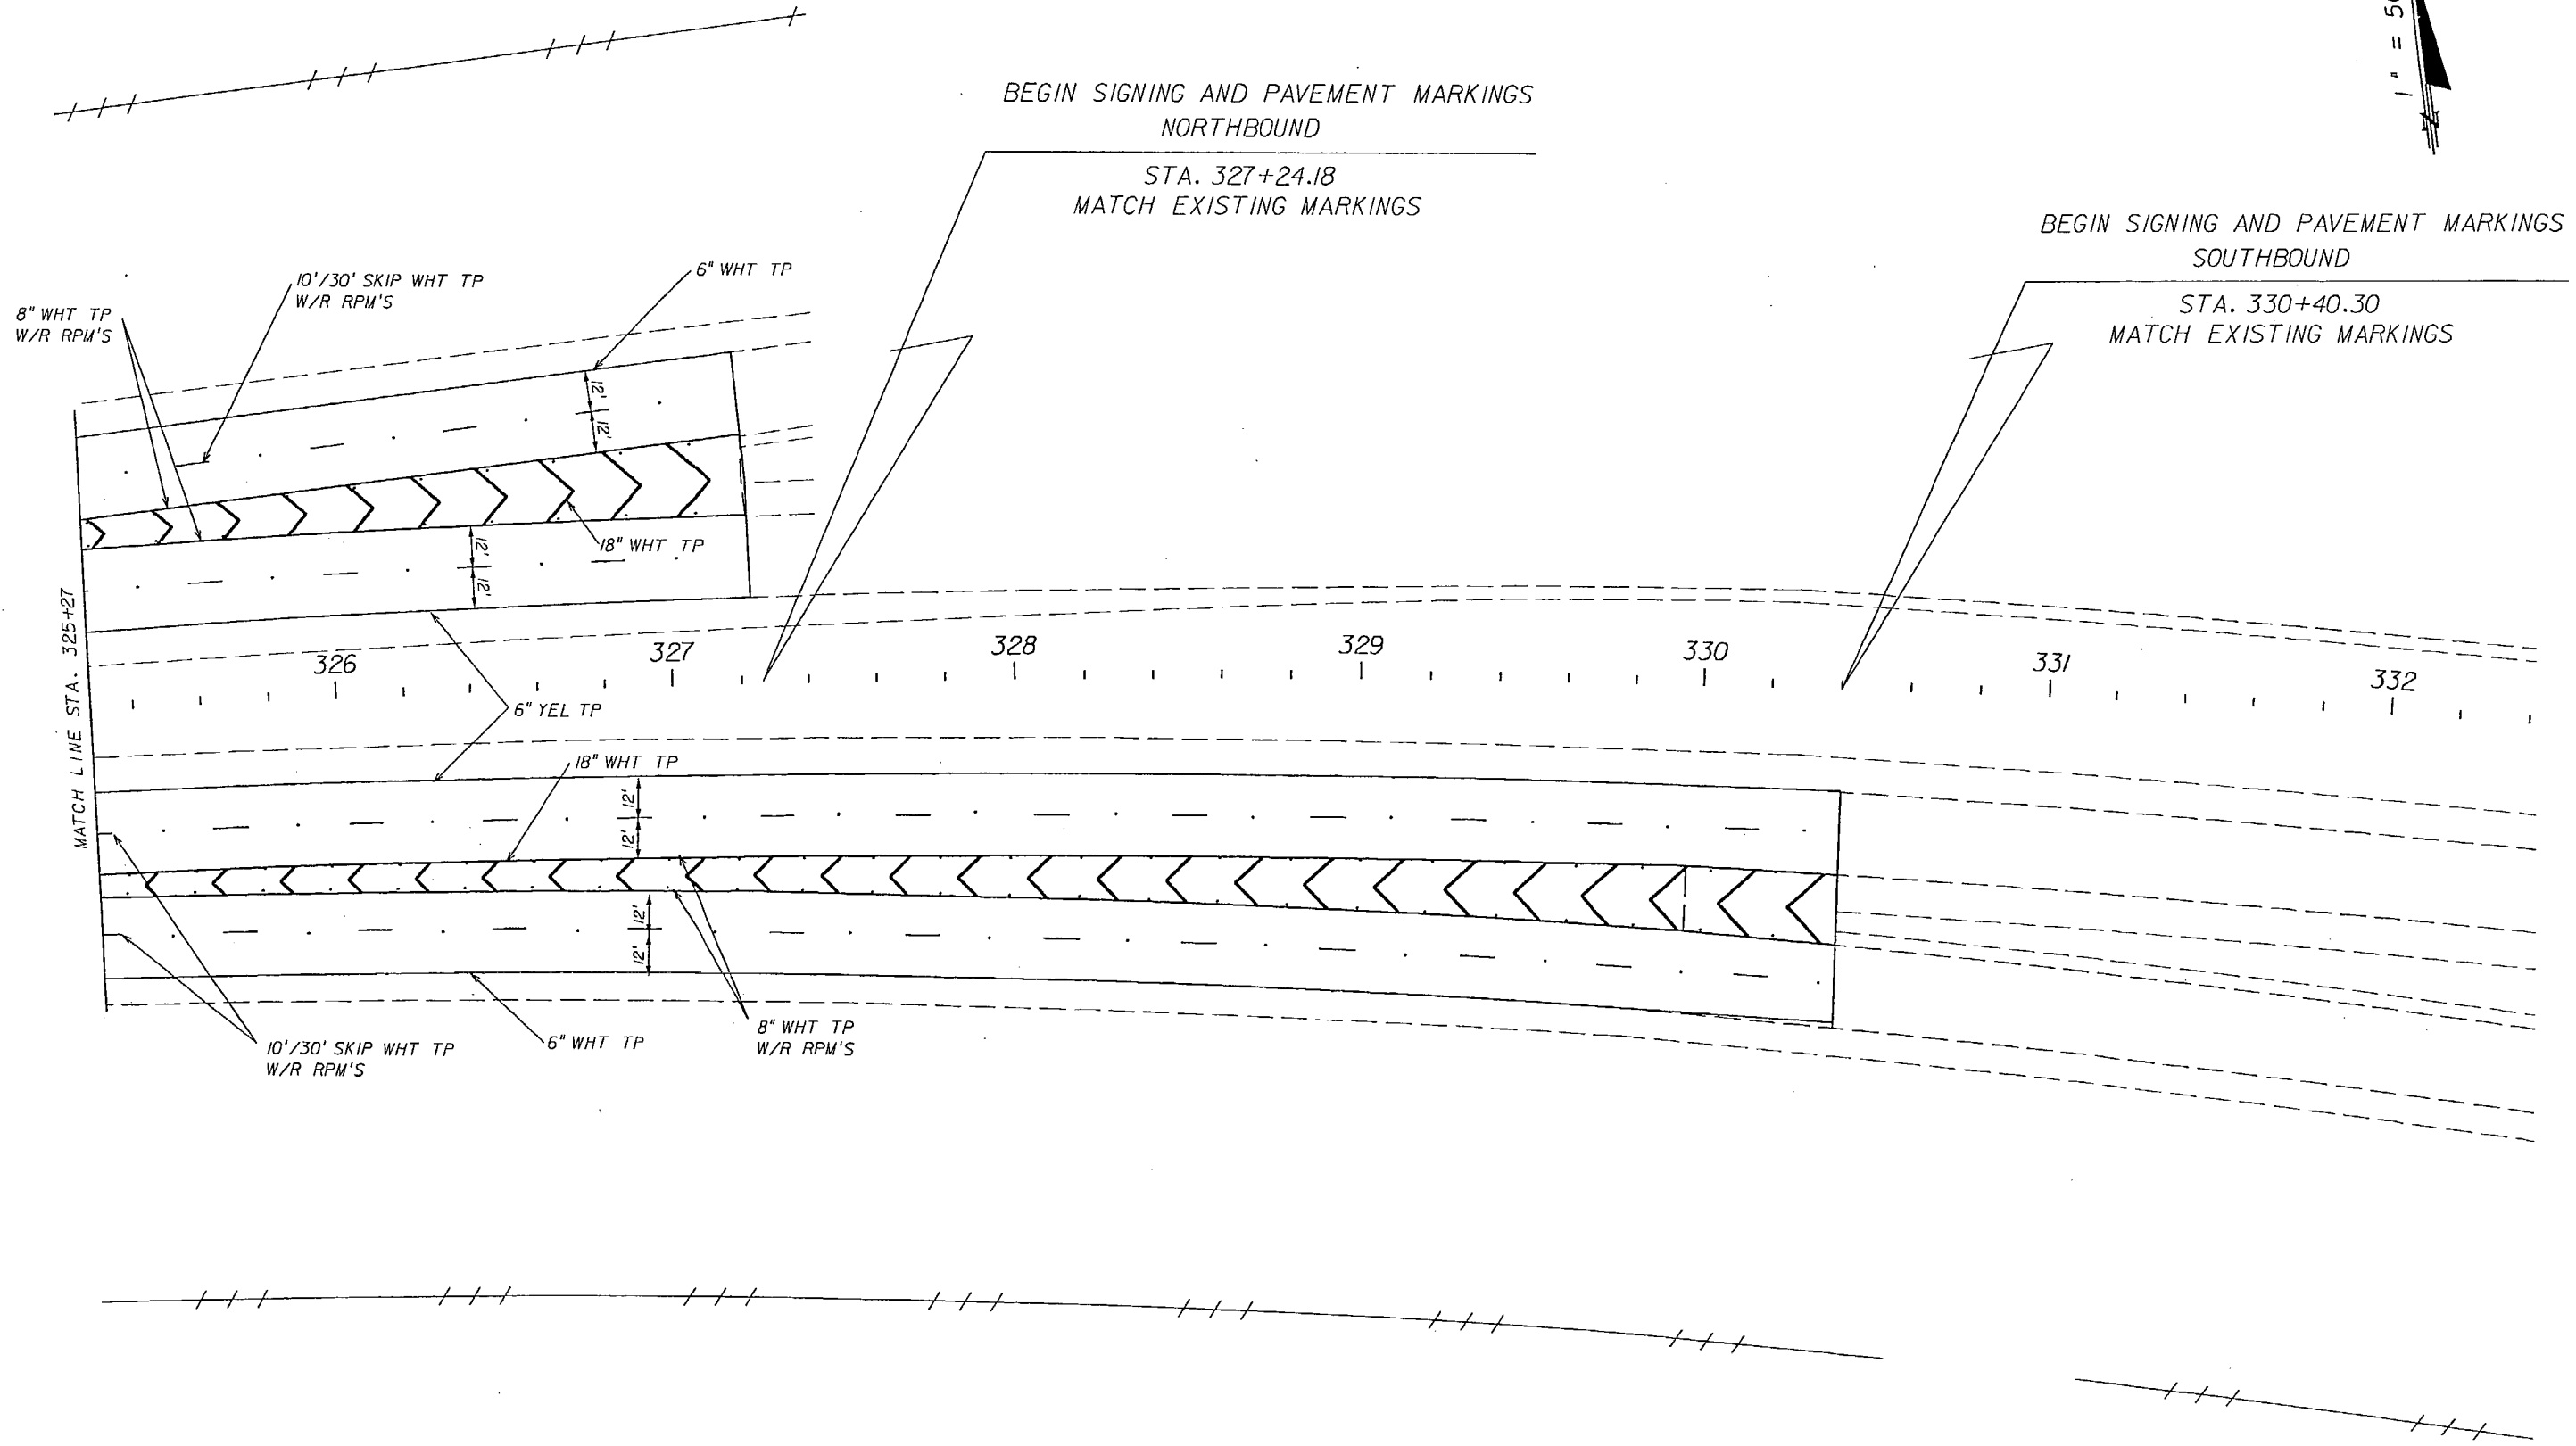 1" = 50
N
BEGIN SIGNING AND PAVEMENT MARKINGS
NORTHBOUND
STA. 327+24.18
MATCH EXISTING MARKINGS
BEGIN SIGNING AND PAVEMENT MARKINGS
SOUTHBOUND
STA. 330+40.30
MATCH EXISTING MARKINGS
10'/30' SKIP WHT TP
W/R RPM'S
6" WHT TP
8" WHT TP
W/R RPM'S
12'
12'
18" WHT TP
12'
12'
MATCH LINE STA. 325+27
326
327
328
329
330
331
332
6" YEL TP
18" WHT TP
12'
12'
12'
12'
8" WHT TP
W/R RPM'S
6" WHT TP
10'/30' SKIP WHT TP
W/R RPM'S